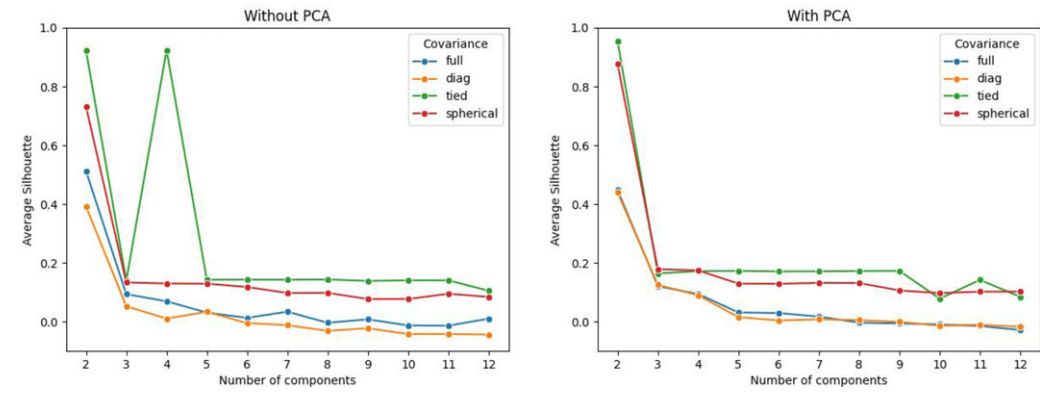 Without PCA
Average Silhouette
1.0
0.8
0.6
0.4
0.2
0.0
Covariance
full
diag
tied
spherical
2 3 4 5 6 7 8 9 10 11 12
Number of components
With PCA
Average Silhouette
1.0
0.8
0.6
0.4
0.2
0.0
Covariance
full
diag
tied
spherical
2 3 4 5 6 7 8 9 10 11 12
Number of components